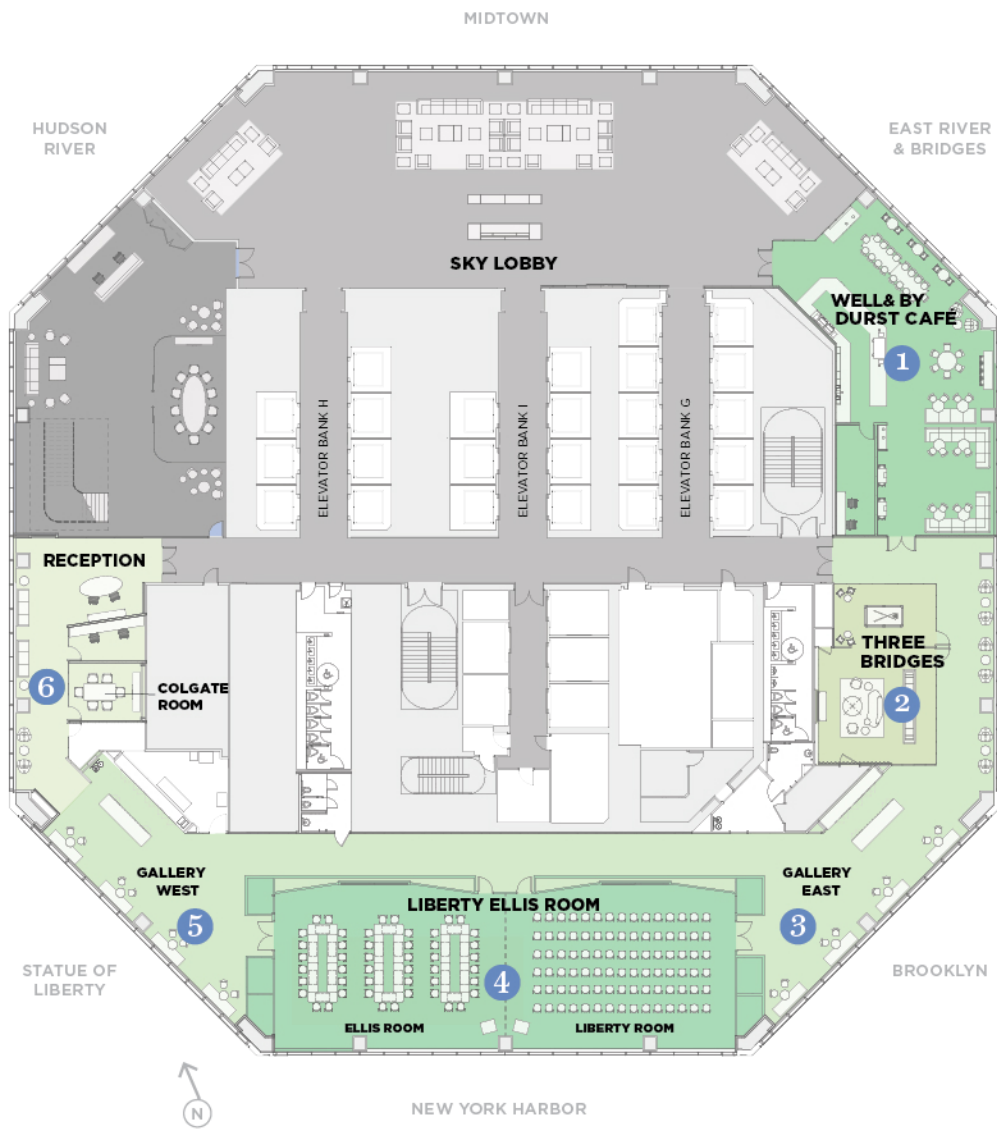 MIDTOWN
HUDSON
RIVER
EAST RIVER
& BRIDGES
SKY LOBBY
WELL& BY
DURST CAFÉ
1
ELEVATOR BANK H
ELEVATOR BANK I
ELEVATOR BANK G
RECEPTION
THREE
BRIDGES
6
COLGATE
ROOM
2
GALLERY
WEST
GALLERY
EAST
LIBERTY ELLIS ROOM
5
3
STATUE OF
LIBERTY
4
BROOKLYN
ELLIS ROOM
LIBERTY ROOM
N
NEW YORK HARBOR